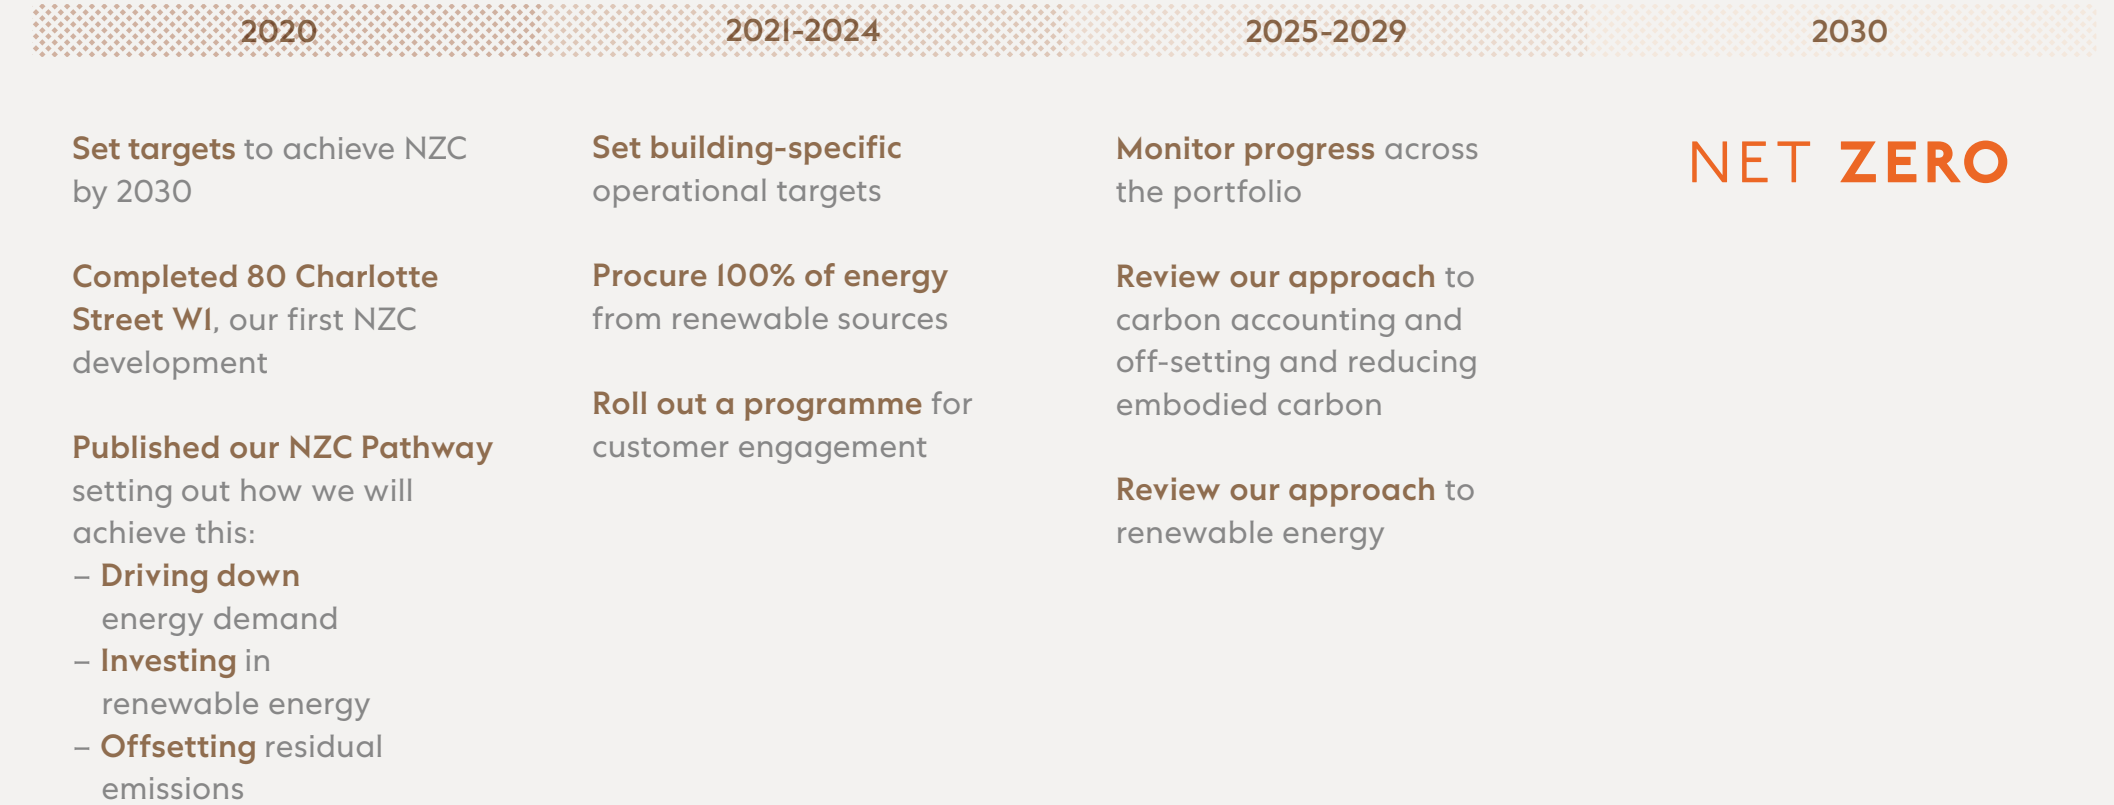 2020
2021-2024
2025-2029
2030
Set targets to achieve NZC
by 2030
Completed 80 Charlotte
Street W1, our first NZC
development
Published our NZC Pathway
setting out how we will
achieve this:
– Driving down
energy demand
– Investing in
renewable energy
– Offsetting residual
emissions
Set building-specific
operational targets
Procure 100% of energy
from renewable sources
Roll out a programme for
customer engagement
Monitor progress across
the portfolio
Review our approach to
carbon accounting and
off-setting and reducing
embodied carbon
Review our approach to
renewable energy
NET ZERO